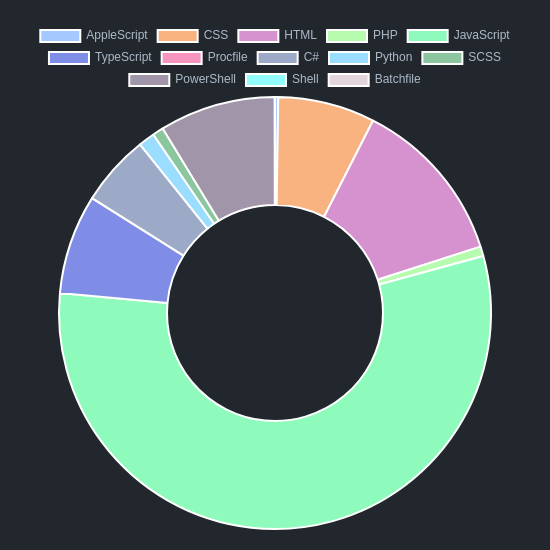 AppleScript CSS HTML PHP JavaScript
TypeScript Procfile C# Python SCSS
PowerShell Shell Batchfile